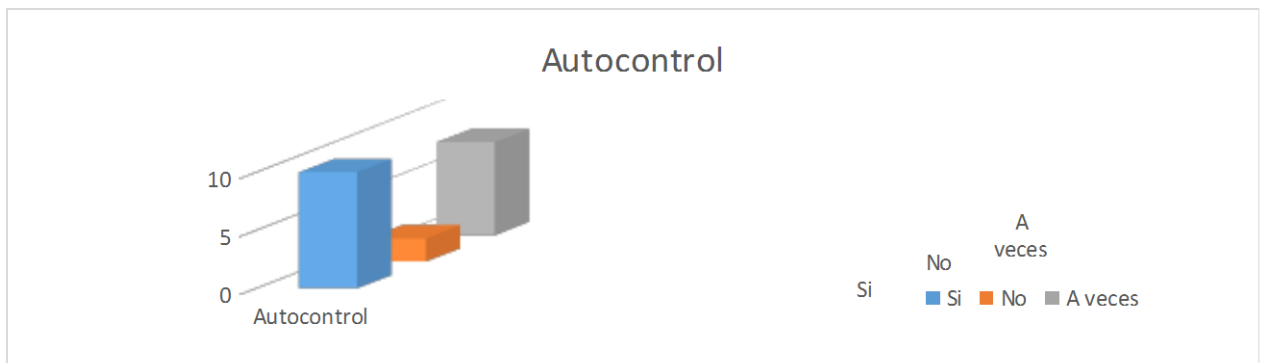 Autocontrol
10
5
0
Autocontrol
A
veces
No
Si
Si No A veces